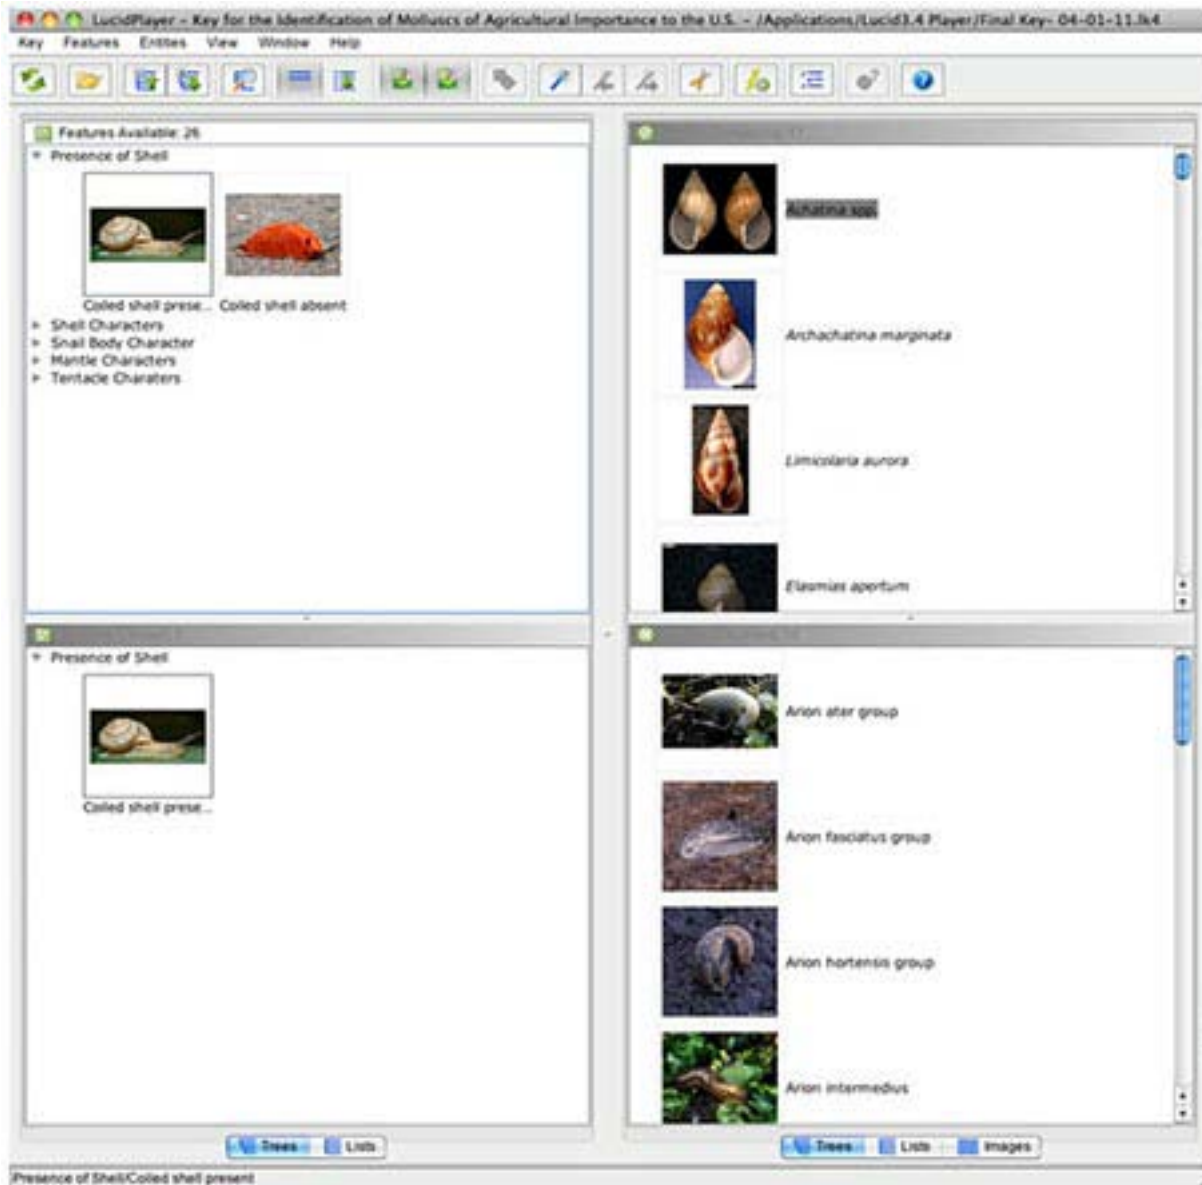 LucidPlayer - Key for the Identification of Molluscs of Agricultural Importance to the U.S. - /Applications/Lucid3.4 Player/Final Key- 04-01-11.lk4
Key Features Entities View Window Help
Features Available: 26
Presence of Shell
Coiled shell prese... Coiled shell absent
Shell Characters
Snail Body Character
Mantle Characters
Tentacle Charaters
Achatina spp.
Archachatina marginata
Limicolaria aurora
Elasmias apertum
Presence of Shell
Coiled shell prese...
Arion ater group
Arion fasciatus group
Arion hortensis group
Arion intermedius
Trees Lists
Trees Lists Images
Presence of Shell/Coiled shell present